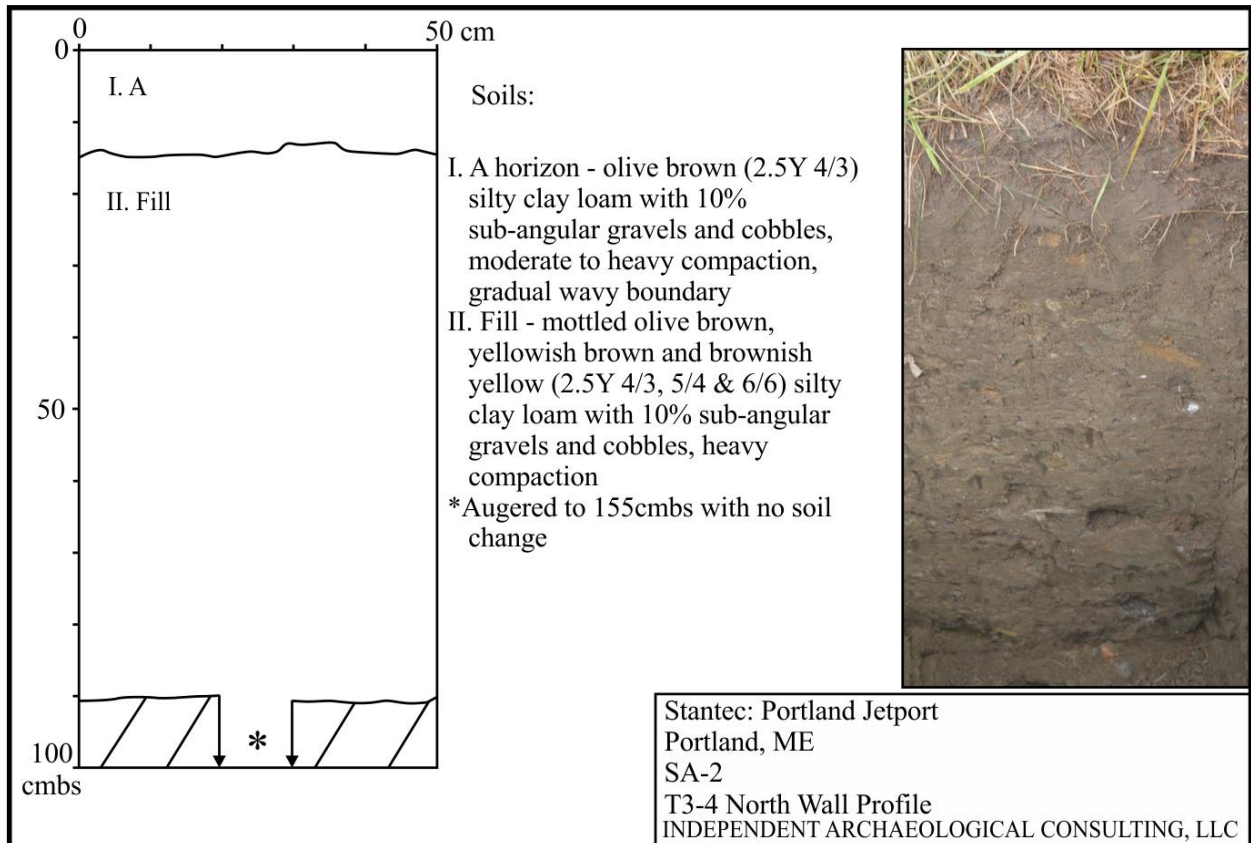 0
50 cm
0
I. A
II. Fill
50
*
100
cmbs
Soils:
I. A horizon - olive brown (2.5Y 4/3)
silty clay loam with 10%
sub-angular gravels and cobbles,
moderate to heavy compaction,
gradual wavy boundary
II. Fill - mottled olive brown,
yellowish brown and brownish
yellow (2.5Y 4/3, 5/4 & 6/6) silty
clay loam with 10% sub-angular
gravels and cobbles, heavy
compaction
*Augered to 155cmbs with no soil
change
Stantec: Portland Jetport
Portland, ME
SA-2
T3-4 North Wall Profile
INDEPENDENT ARCHAEOLOGICAL CONSULTING, LLC